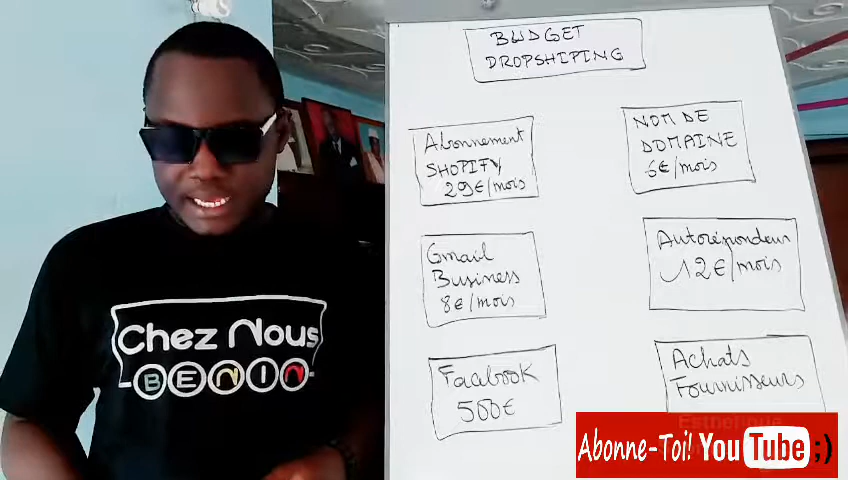 BUDGET
DROPSHIPING
Abonnement
SHOPIFY
29€/mois
NOM DE
DOMAINE
6€/mois
Gmail
Business
8€/mois
Autorépondeur
12€/mois
Facebook
500€
Achats
Fournisseurs
Chez Nous
BENIN
Abonne-Toi! YouTube ;)